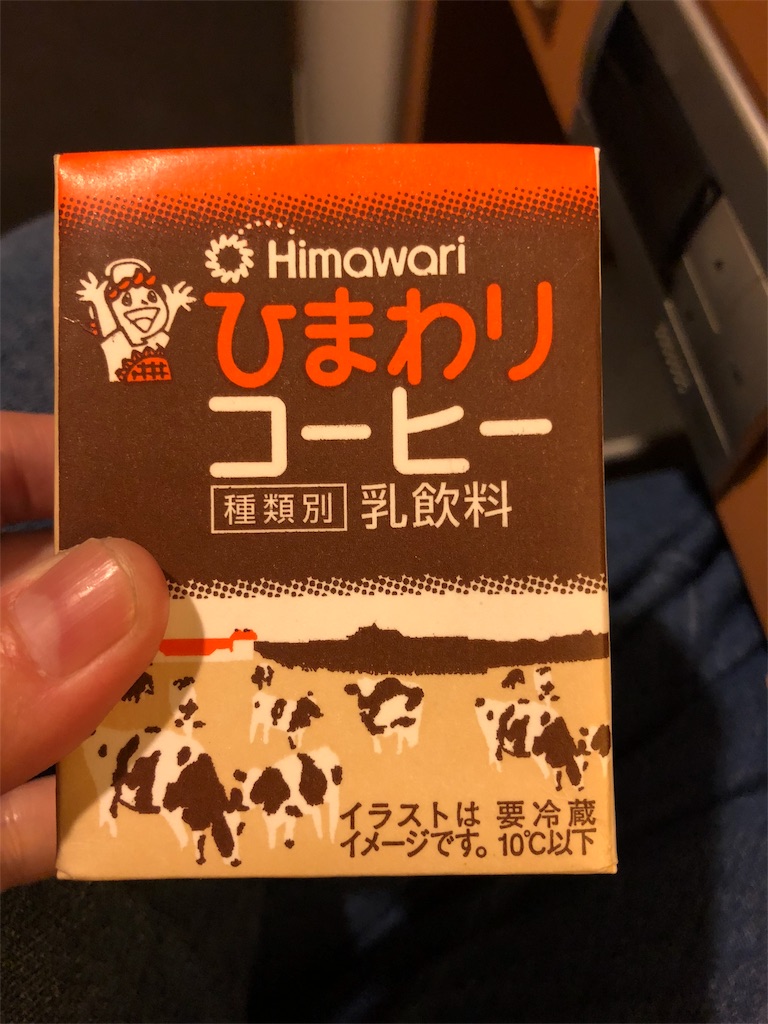 Himawari
ひまわり
コーヒー
種類別 乳飲料
イラストは
イメージです。
要冷蔵
10℃以下